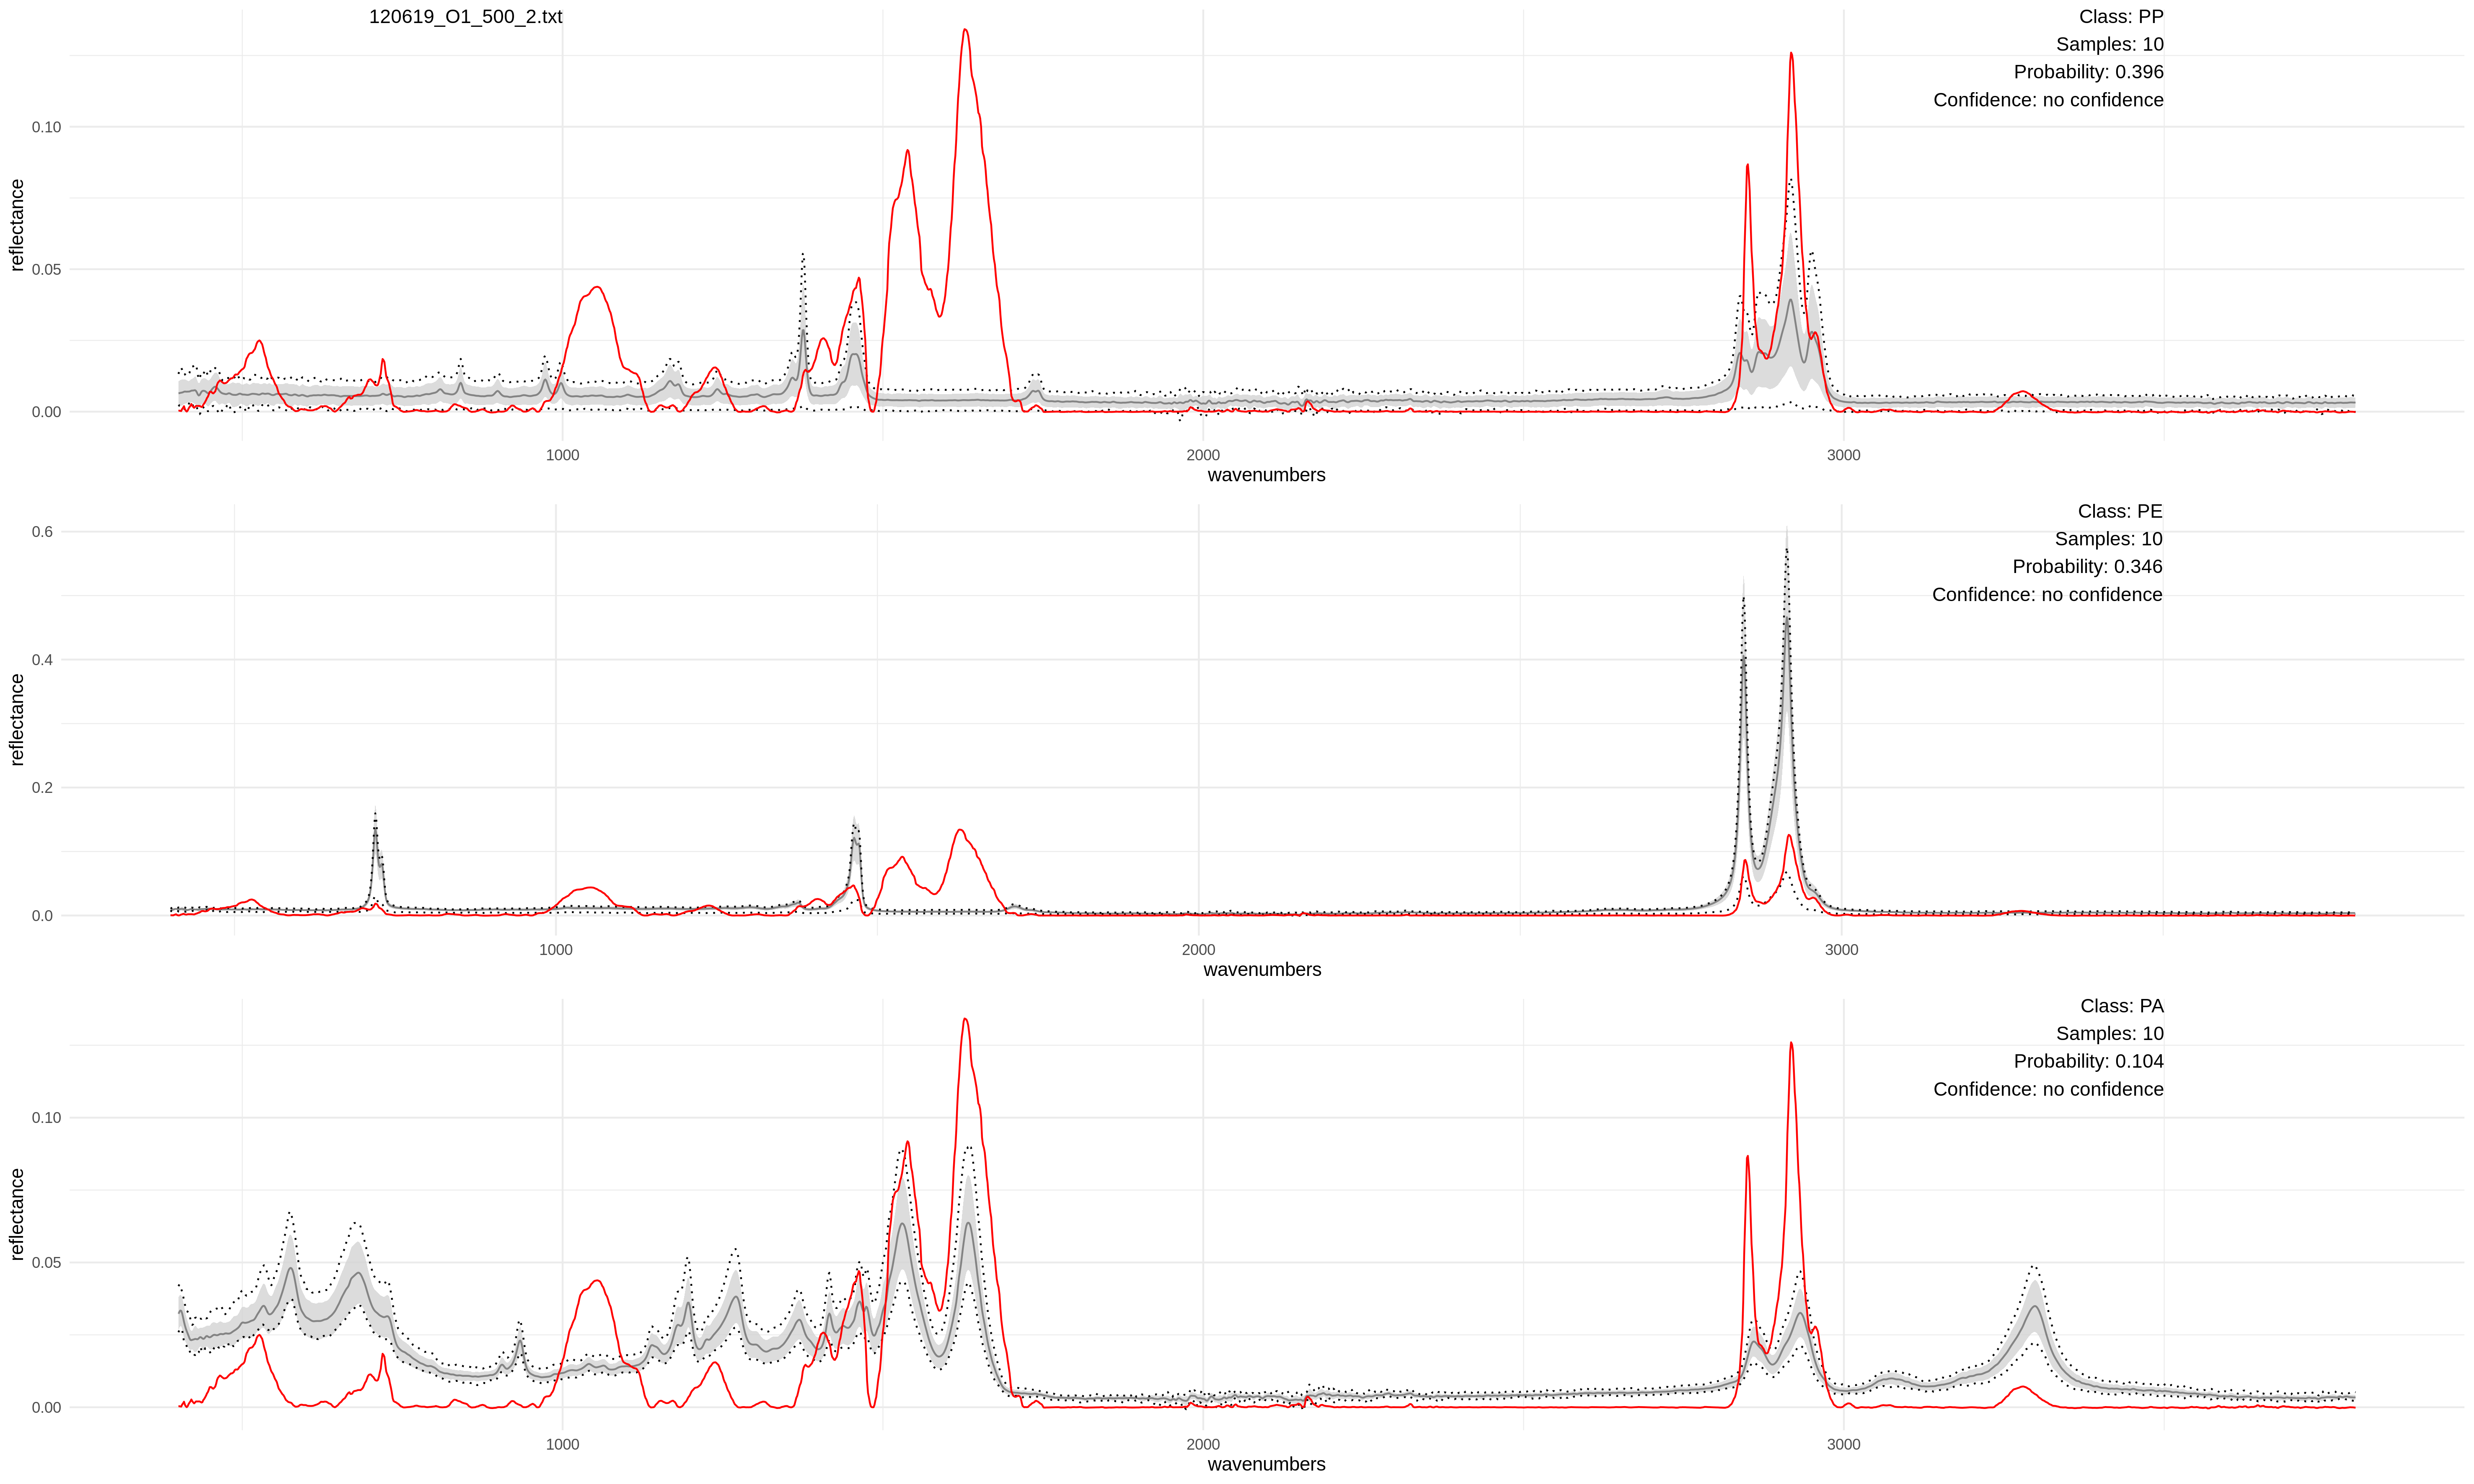 120619_O1_500_2.txt
Class: PP
Samples: 10
Probability: 0.396
Confidence: no confidence
reflectance
0.10
0.05
0.00
1000
2000
3000
wavenumbers
Class: PE
Samples: 10
Probability: 0.346
Confidence: no confidence
reflectance
0.6
0.4
0.2
0.0
1000
2000
3000
wavenumbers
Class: PA
Samples: 10
Probability: 0.104
Confidence: no confidence
reflectance
0.10
0.05
0.00
1000
2000
3000
wavenumbers